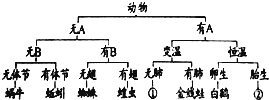 动物
无A 有A
无B 有B 变温 恒温
无体节 有体节 无翅 有翅 无肺 有肺 卵生 有B
蜗牛 蚯蚓 蜘蛛 蝗虫 ① 金线蛙 白鹤 ②